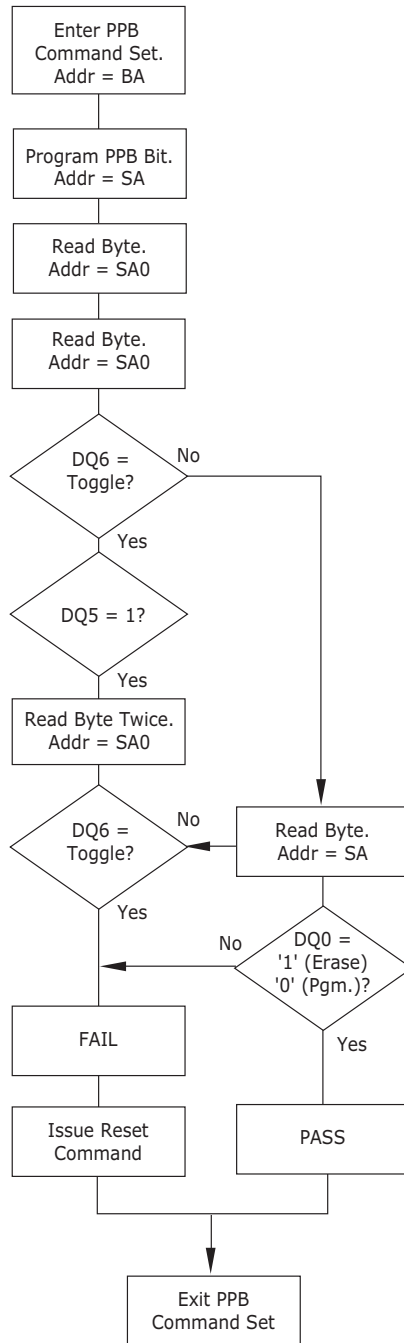 Enter PPB
Command Set.
Addr = BA
Program PPB Bit.
Addr = SA
Read Byte.
Addr = SA0
Read Byte.
Addr = SA0
DQ6 =
Toggle?
No
Yes
DQ5 = 1?
Yes
Read Byte Twice.
Addr = SA0
DQ6 =
Toggle?
No
Read Byte.
Addr = SA
Yes
No
DQ0 =
'1' (Erase)
'0' (Pgm.)?
FAIL
Yes
Issue Reset
Command
PASS
Exit PPB
Command Set